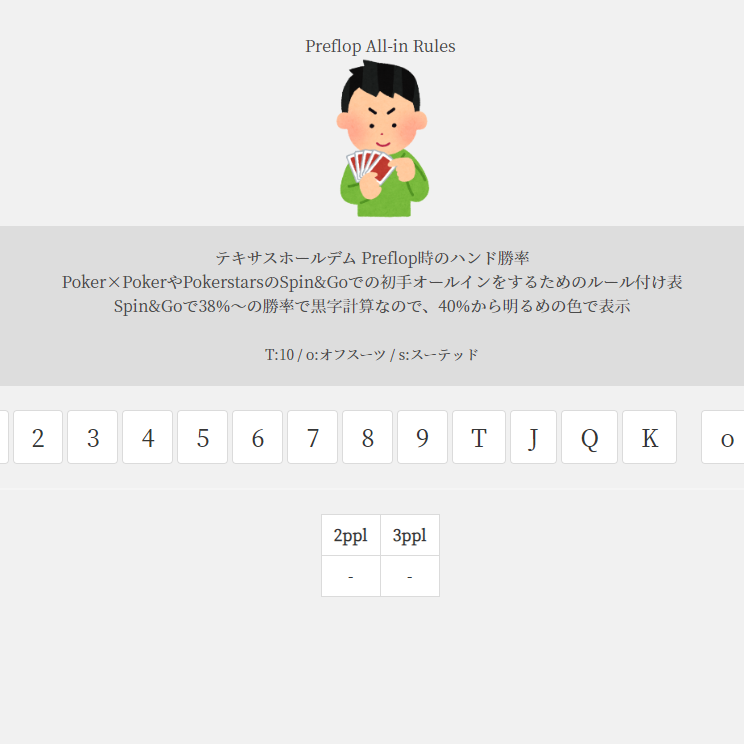 Preflop All-in Rules
テキサスホールデム Preflop時のハンド勝率
Poker×PokerやPokerstarsのSpin&Goでの初手オールインをするためのルール付け表
Spin&Goで38%〜の勝率で黒字計算なので、40%から明るめの色で表示
T:10 / o:オフスーツ / s:スーテッド
2 3 4 5 6 7 8 9 T J Q K o
2ppl 3ppl
- -